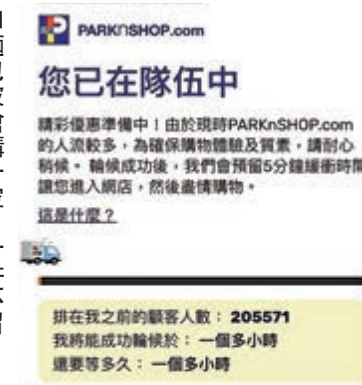 PARKnSHOP.com
您已在隊伍中
精彩優惠準備中！由於現時PARKnSHOP.com
的人流較多，為確保購物體驗及質素，請耐心
稍候。輪候成功後，我們會預留5分鐘緩衝時間
讓您進入網店，然後盡情購物。
這是什麼？
排在我之前的顧客人數： 205571
我將能成功輪候於： 一個多小時
還要等多久： 一個多小時